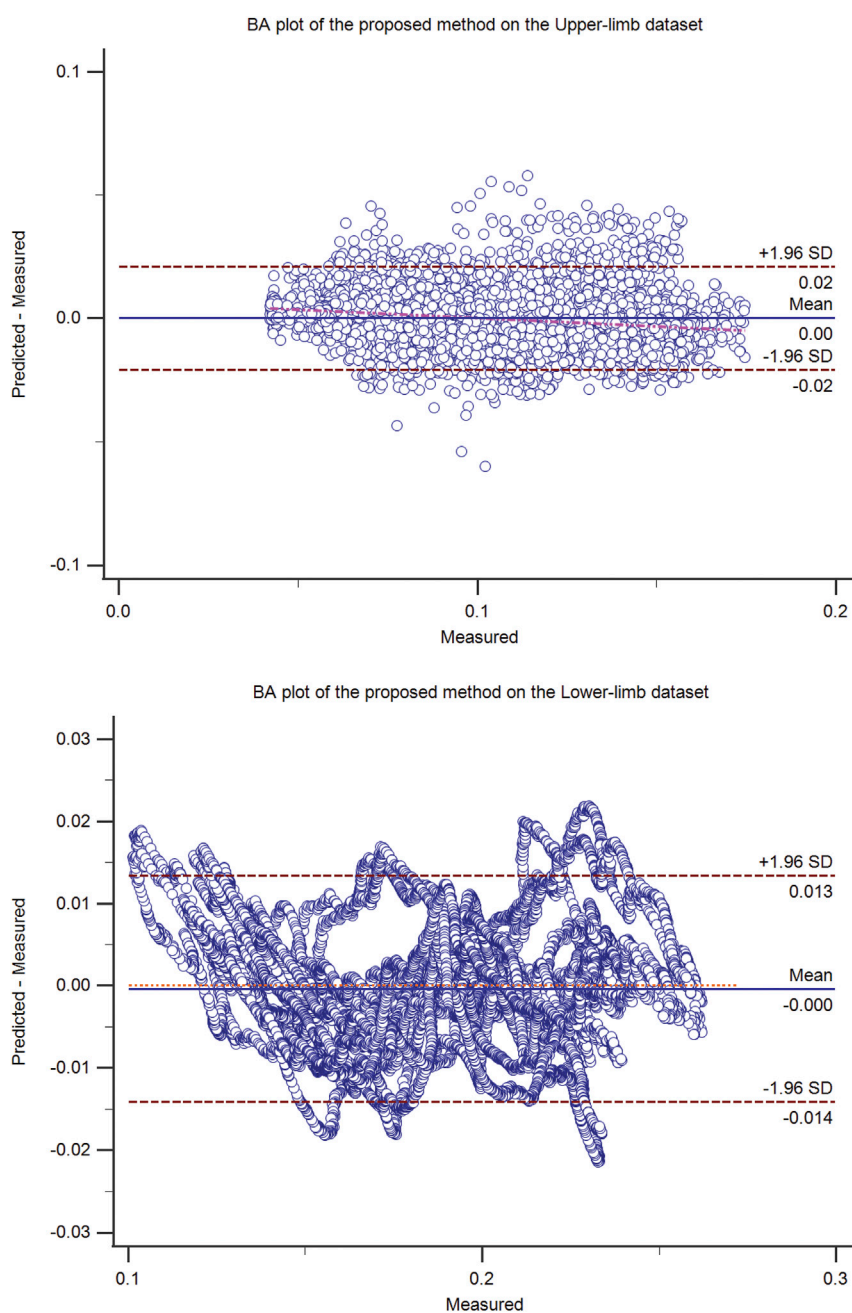 BA plot of the proposed method on the Upper-limb dataset
0.1
+1.96 SD
0.02
Mean
0.0
0.00
-1.96 SD
-0.02
-0.1
Predicted - Measured
0.0 0.1 0.2
Measured
BA plot of the proposed method on the Lower-limb dataset
0.03
0.02
+1.96 SD
0.013
0.01
Mean
0.00
-0.000
-0.01
-1.96 SD
-0.014
-0.02
-0.03
Predicted - Measured
0.1 0.2 0.3
Measured